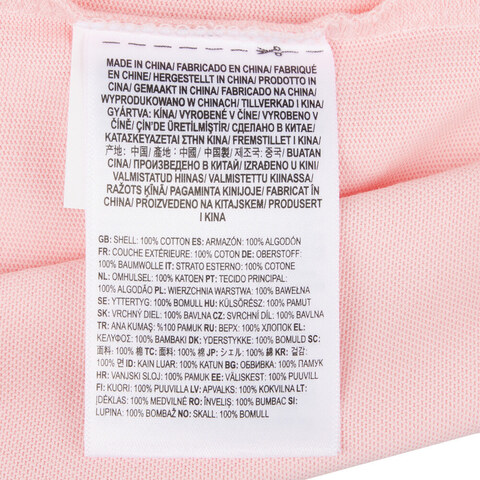 MADE IN CHINA/ FABRICADO EN CHINA/ FABRIQUÉ
EN CHINE/ HERGESTELLT IN CHINA/ PRODOTTO IN
CINA/ GEMAAKT IN CHINA/ FABRICADO NA CHINA/
WYPRODUKOWANO W CHINACH/ TILLVERKAD I KINA/
GYÁRTVA: KÍNA/ VYROBENÉ V ČÍNE/ VYROBENO V
ČÍNĚ/ ÇİN'DE ÜRETİLMİŞTİR/ СДЕЛАНО В КИТАЕ/
ΚΑΤΑΣΚΕΥΑΖΕΤΑΙ ΣΤΗΝ ΚΙΝΑ/ FREMSTILLET I KINA/
产地: 中国/ 產地: 中國/ 中国製/ 제조국: 중국/ BUATAN
CINA/ ПРОИЗВЕДЕНО В КИТАЙ/ IZRAĐENO U KINI/
VALMISTATUD HIINAS/ VALMISTETTU KIINASSA/
RAŽOTS ĶĪNĀ/ PAGAMINTA KINIJOJE/ FABRICAT ÎN
CHINA/ PROIZVEDENO NA KITAJSKEM/ PRODUSERT
I KINA
GB: SHELL: 100% COTTON ES: ARMAZÓN: 100% ALGODÓN
FR: COUCHE EXTÉRIEURE: 100% COTON DE: OBERSTOFF:
100% BAUMWOLLE IT: STRATO ESTERNO: 100% COTONE
NL: OMHULSEL: 100% KATOEN PT: TECIDO PRINCIPAL:
100% ALGODÃO PL: WIERZCHNIA WARSTWA: 100% BAWEŁNA
SE: YTTERTYG: 100% BOMULL HU: KÜLSŐRÉSZ: 100% PAMUT
SK: VRCHNÝ DIEL: 100% BAVLNA CZ: SVRCHNÍ DÍL: 100% BAVLNA
TR: ANA KUMAŞ: %100 PAMUK RU: ВЕРХ: 100% ХЛОПОК EL:
ΚΕΛΥΦΟΣ: 100% ΒΑΜΒΑΚΙ DK: YDERSTOF: 100% BOMULD SC:
面料: 100% 棉 TC: 面料: 100% 棉 JP: シェル: 100% 綿 KR: 겉감:
100% 면 ID: KAIN LUAR: 100% KATUN BG: ОБВИВКА: 100% ПАМУК
HR: VANJSKI SLOJ: 100% PAMUK EE: VÄLISKEST: 100% PUUVILL
FI: KUORI: 100% PUUVILLA LV: APVALKS: 100% KOKVILNA LT:
IŠDĖKLAS: 100% MEDVILNĖ RO: ÎNVELIŞ: 100% BUMBAC SI:
LUPINA: 100% BOMBAŽ NO: SKALL: 100% BOMULL